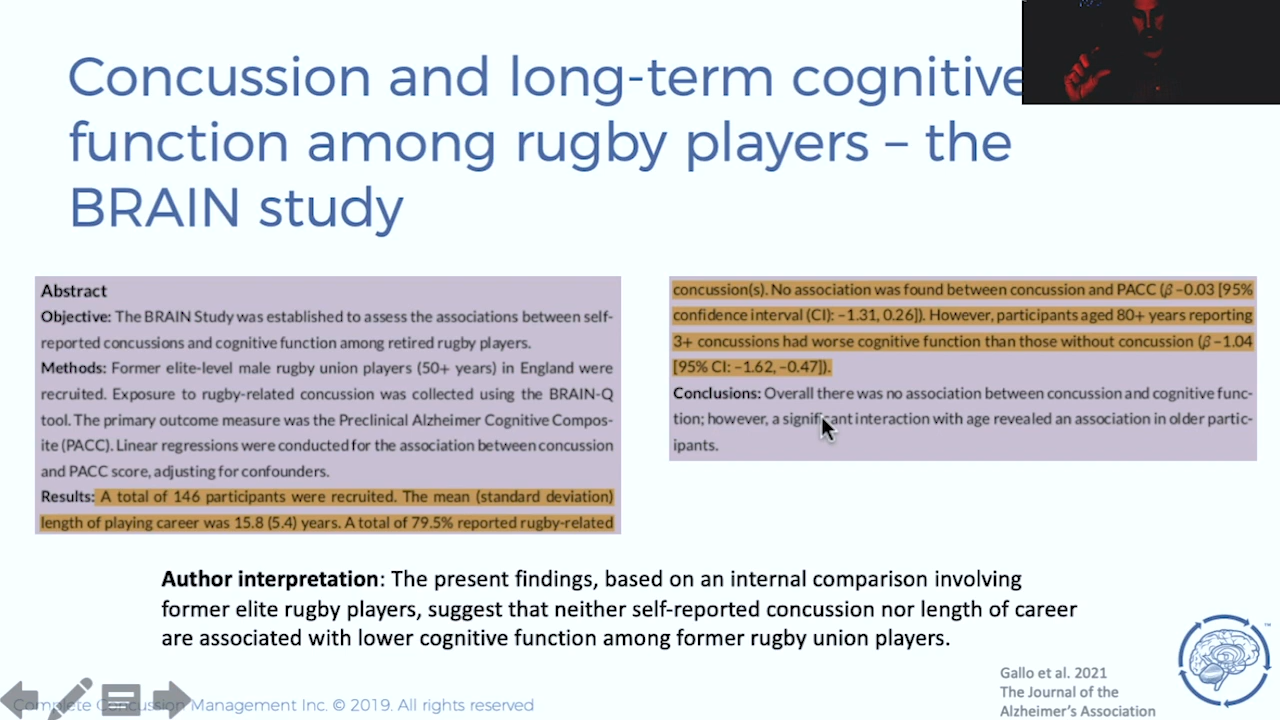 Concussion and long-term cognitive
function among rugby players – the
BRAIN study
Abstract
Objective: The BRAIN Study was established to assess the associations between self-
reported concussions and cognitive function among retired rugby players.
Methods: Former elite-level male rugby union players (50+ years) in England were
recruited. Exposure to rugby-related concussion was collected using the BRAIN-Q
tool. The primary outcome measure was the Preclinical Alzheimer Cognitive Compos-
ite (PACC). Linear regressions were conducted for the association between concussion
and PACC score, adjusting for confounders.
Results: A total of 146 participants were recruited. The mean (standard deviation)
length of playing career was 15.8 (5.4) years. A total of 79.5% reported rugby-related
concussion(s). No association was found between concussion and PACC (β –0.03 [95%
confidence interval (CI): –1.31, 0.26]). However, participants aged 80+ years reporting
3+ concussions had worse cognitive function than those without concussion (β –1.04
[95% CI: –1.62, –0.47]).
Conclusions: Overall there was no association between concussion and cognitive func-
tion; however, a significant interaction with age revealed an association in older partic-
ipants.
Author interpretation: The present findings, based on an internal comparison involving
former elite rugby players, suggest that neither self-reported concussion nor length of career
are associated with lower cognitive function among former rugby union players.
Gallo et al. 2021
The Journal of the
Alzheimer's Association
Complete Concussion Management Inc. © 2019. All rights reserved
TM